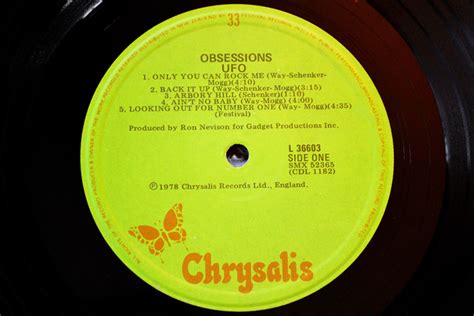 33
OBSESSIONS
UFO
1. ONLY YOU CAN ROCK ME (Way-Schenker-
Mogg)(4:10)
2. BACK IT UP (Way-Schenker-Mogg)(3:15)
3. ARBORY HILL (Schenker)(1:10)
4. AIN'T NO BABY (Way-Mogg) (4:00)
5. LOOKING OUT FOR NUMBER ONE (Way-Mogg)(4:35)
(Festival)
Produced by Ron Nevison for Gadget Productions Inc.
L 36603
SIDE ONE
SMX 52365
(CDL 1182)
℗1978 Chrysalis Records Ltd., England.
Chrysalis